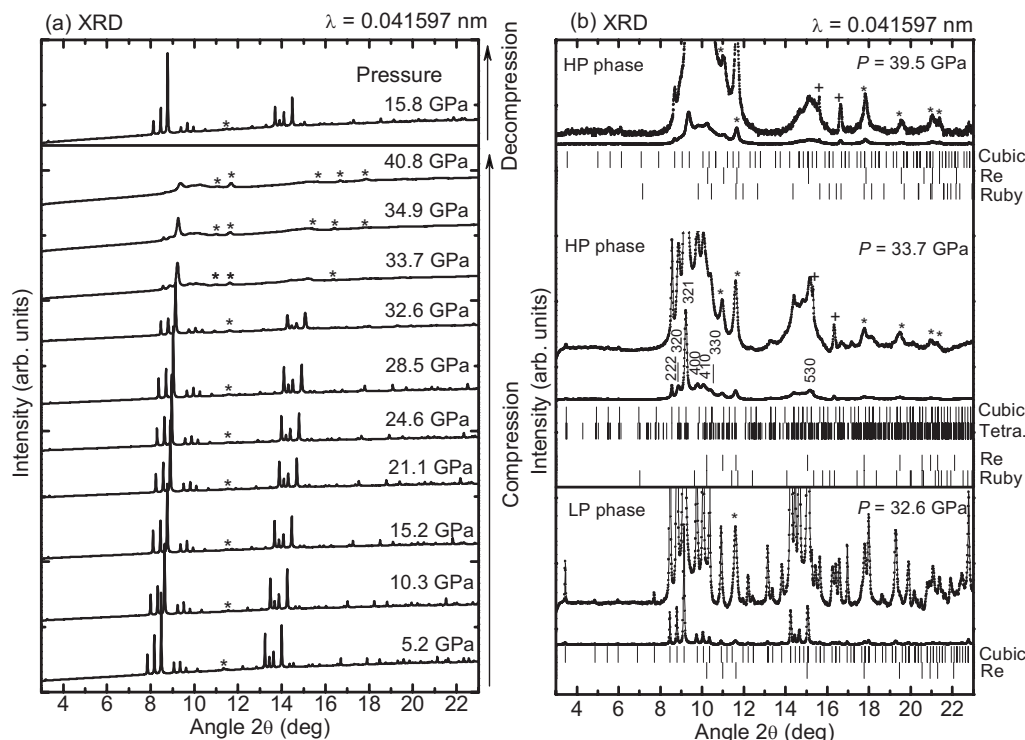 (a) XRD λ = 0.041597 nm
Pressure
15.8 GPa
*
Decompression
40.8 GPa
* * * * *
34.9 GPa
* * * * *
33.7 GPa
* * *
32.6 GPa
*
28.5 GPa
*
24.6 GPa
*
21.1 GPa
*
15.2 GPa
*
10.3 GPa
*
5.2 GPa
*
Compression
Intensity (arb. units)
4 6 8 10 12 14 16 18 20 22
Angle 2θ (deg)
(b) XRD λ = 0.041597 nm
HP phase P = 39.5 GPa
* * + + * * * *
Cubic
Re
Ruby
HP phase P = 33.7 GPa
* * + + * * * *
222 320 321 400 410 330 530
Cubic
Tetra.
Re
Ruby
LP phase P = 32.6 GPa
*
Cubic
Re
Intensity (arb. units)
4 6 8 10 12 14 16 18 20 22
Angle 2θ (deg)